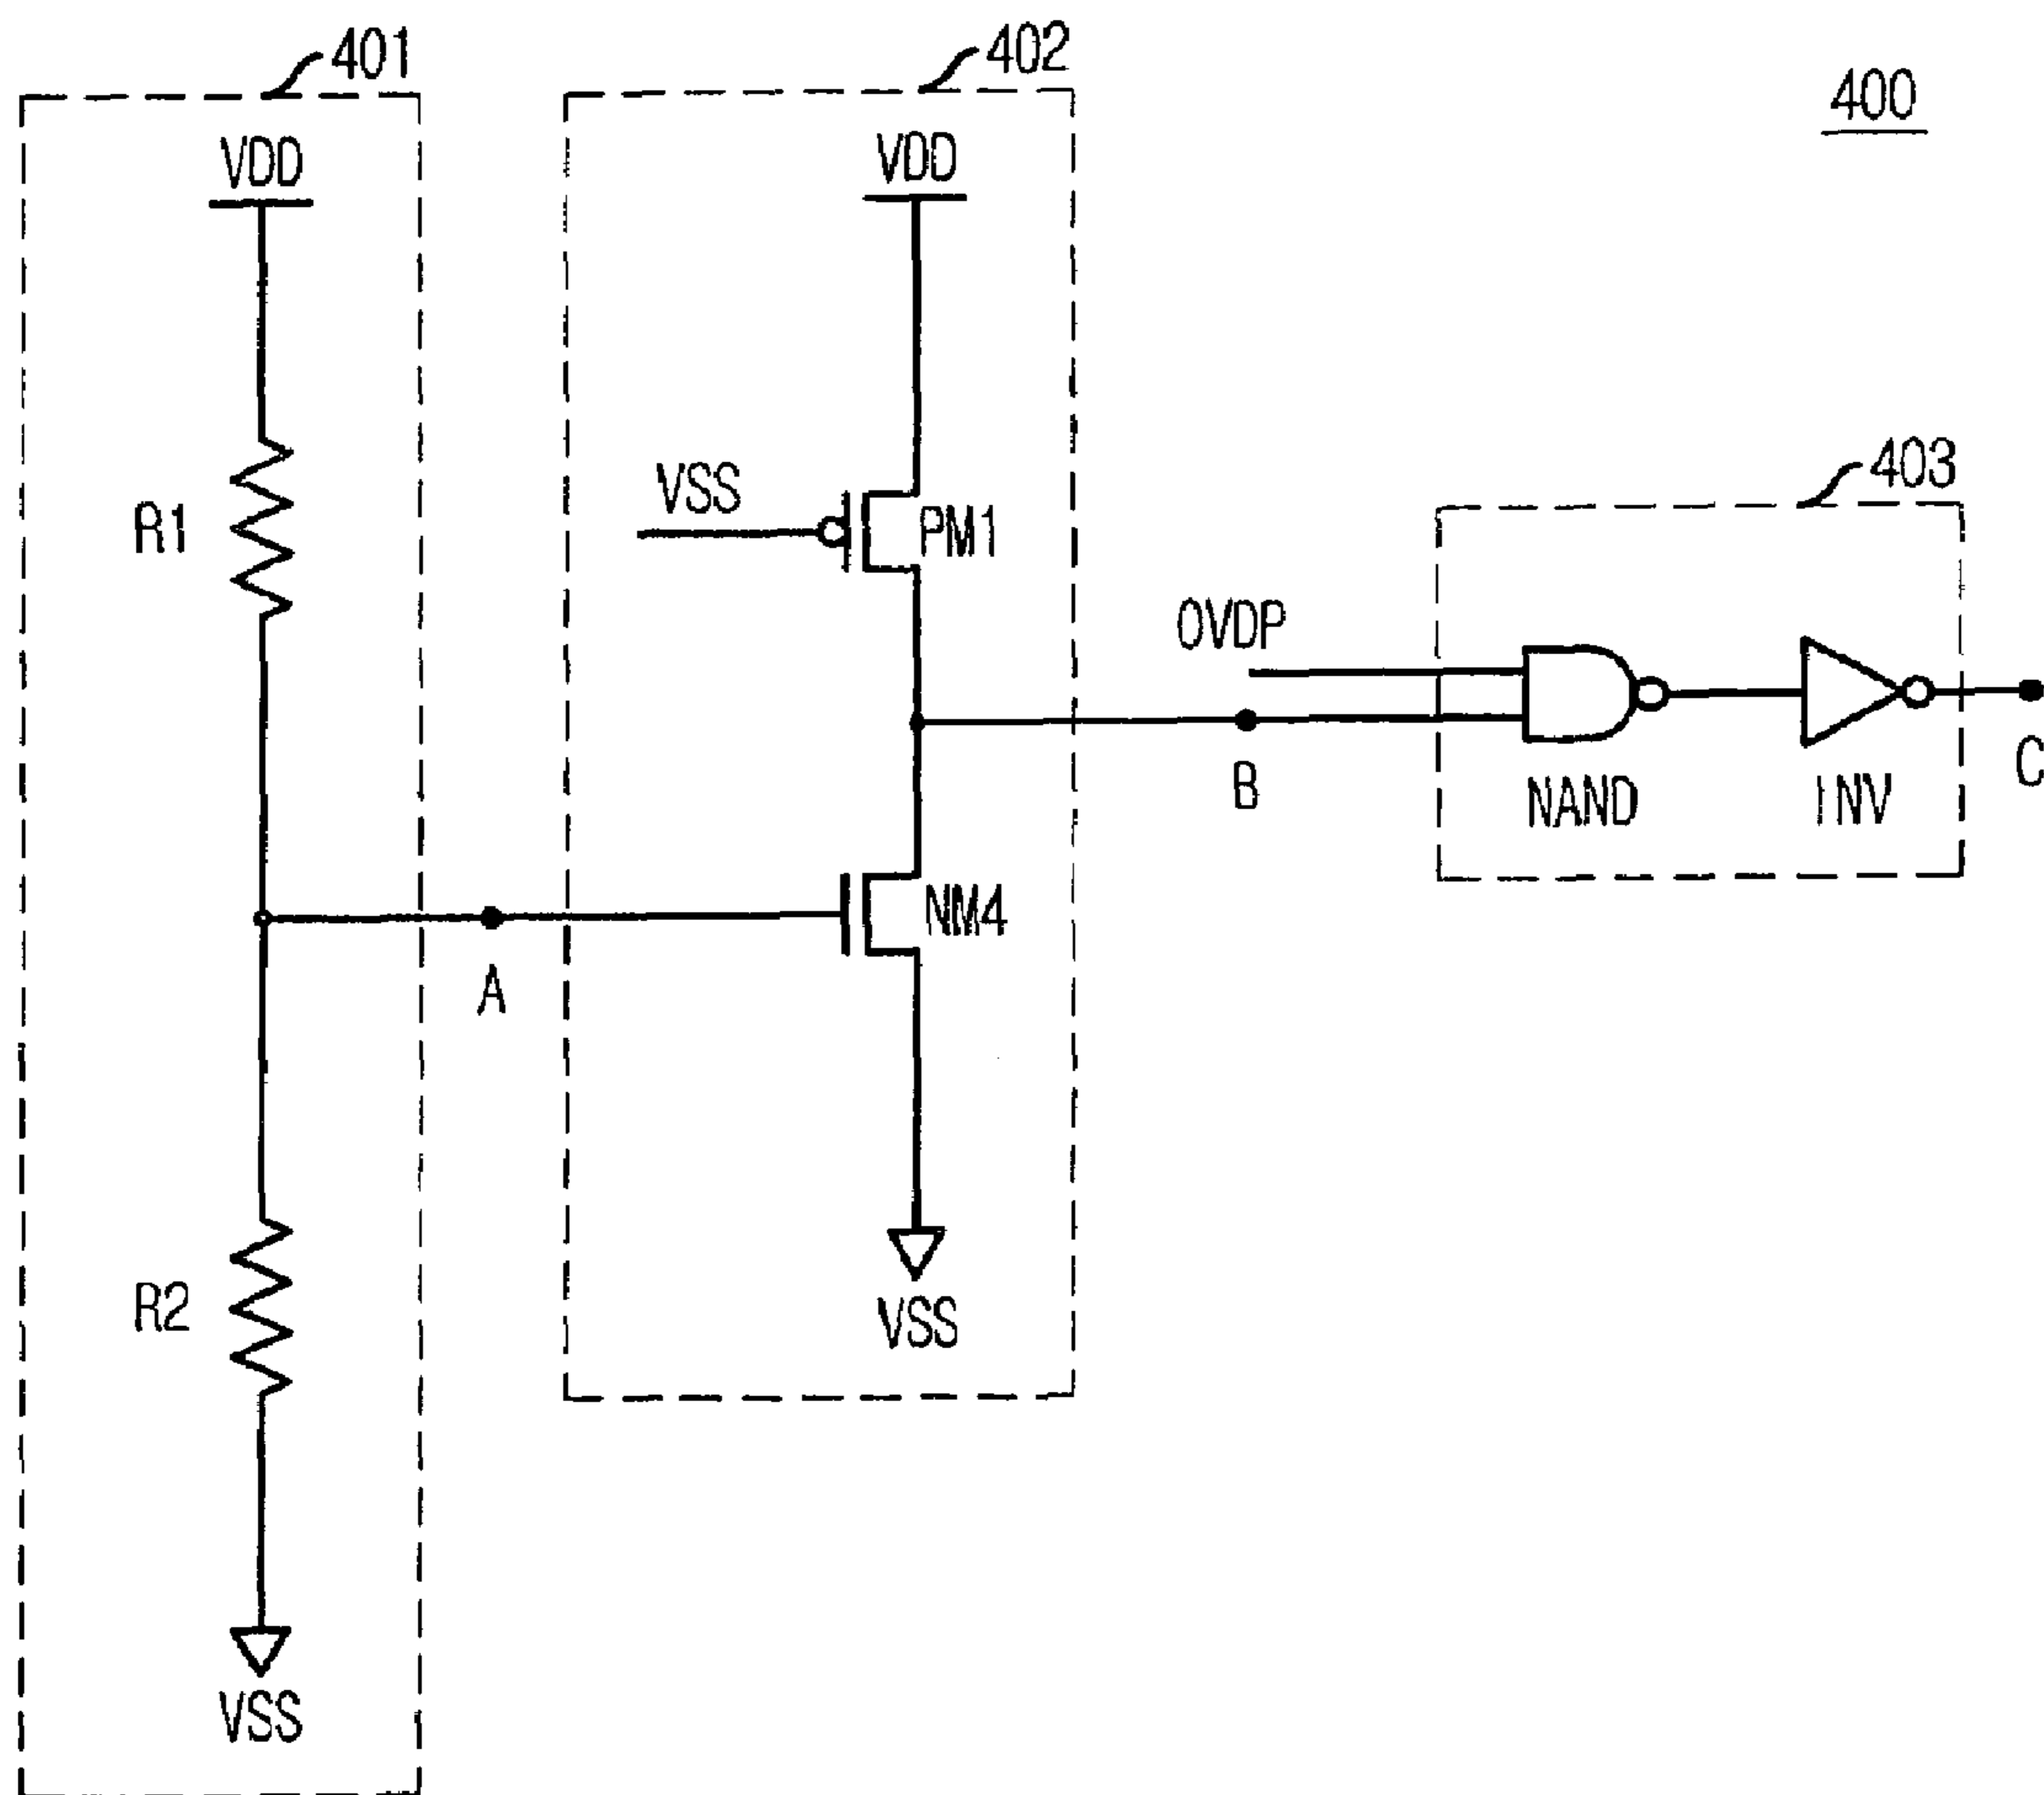 401
402
400
VDD
VDD
VSS
R1
PM1
403
OVDP
B
NAND
INV
C
NM4
A
R2
VSS
VSS